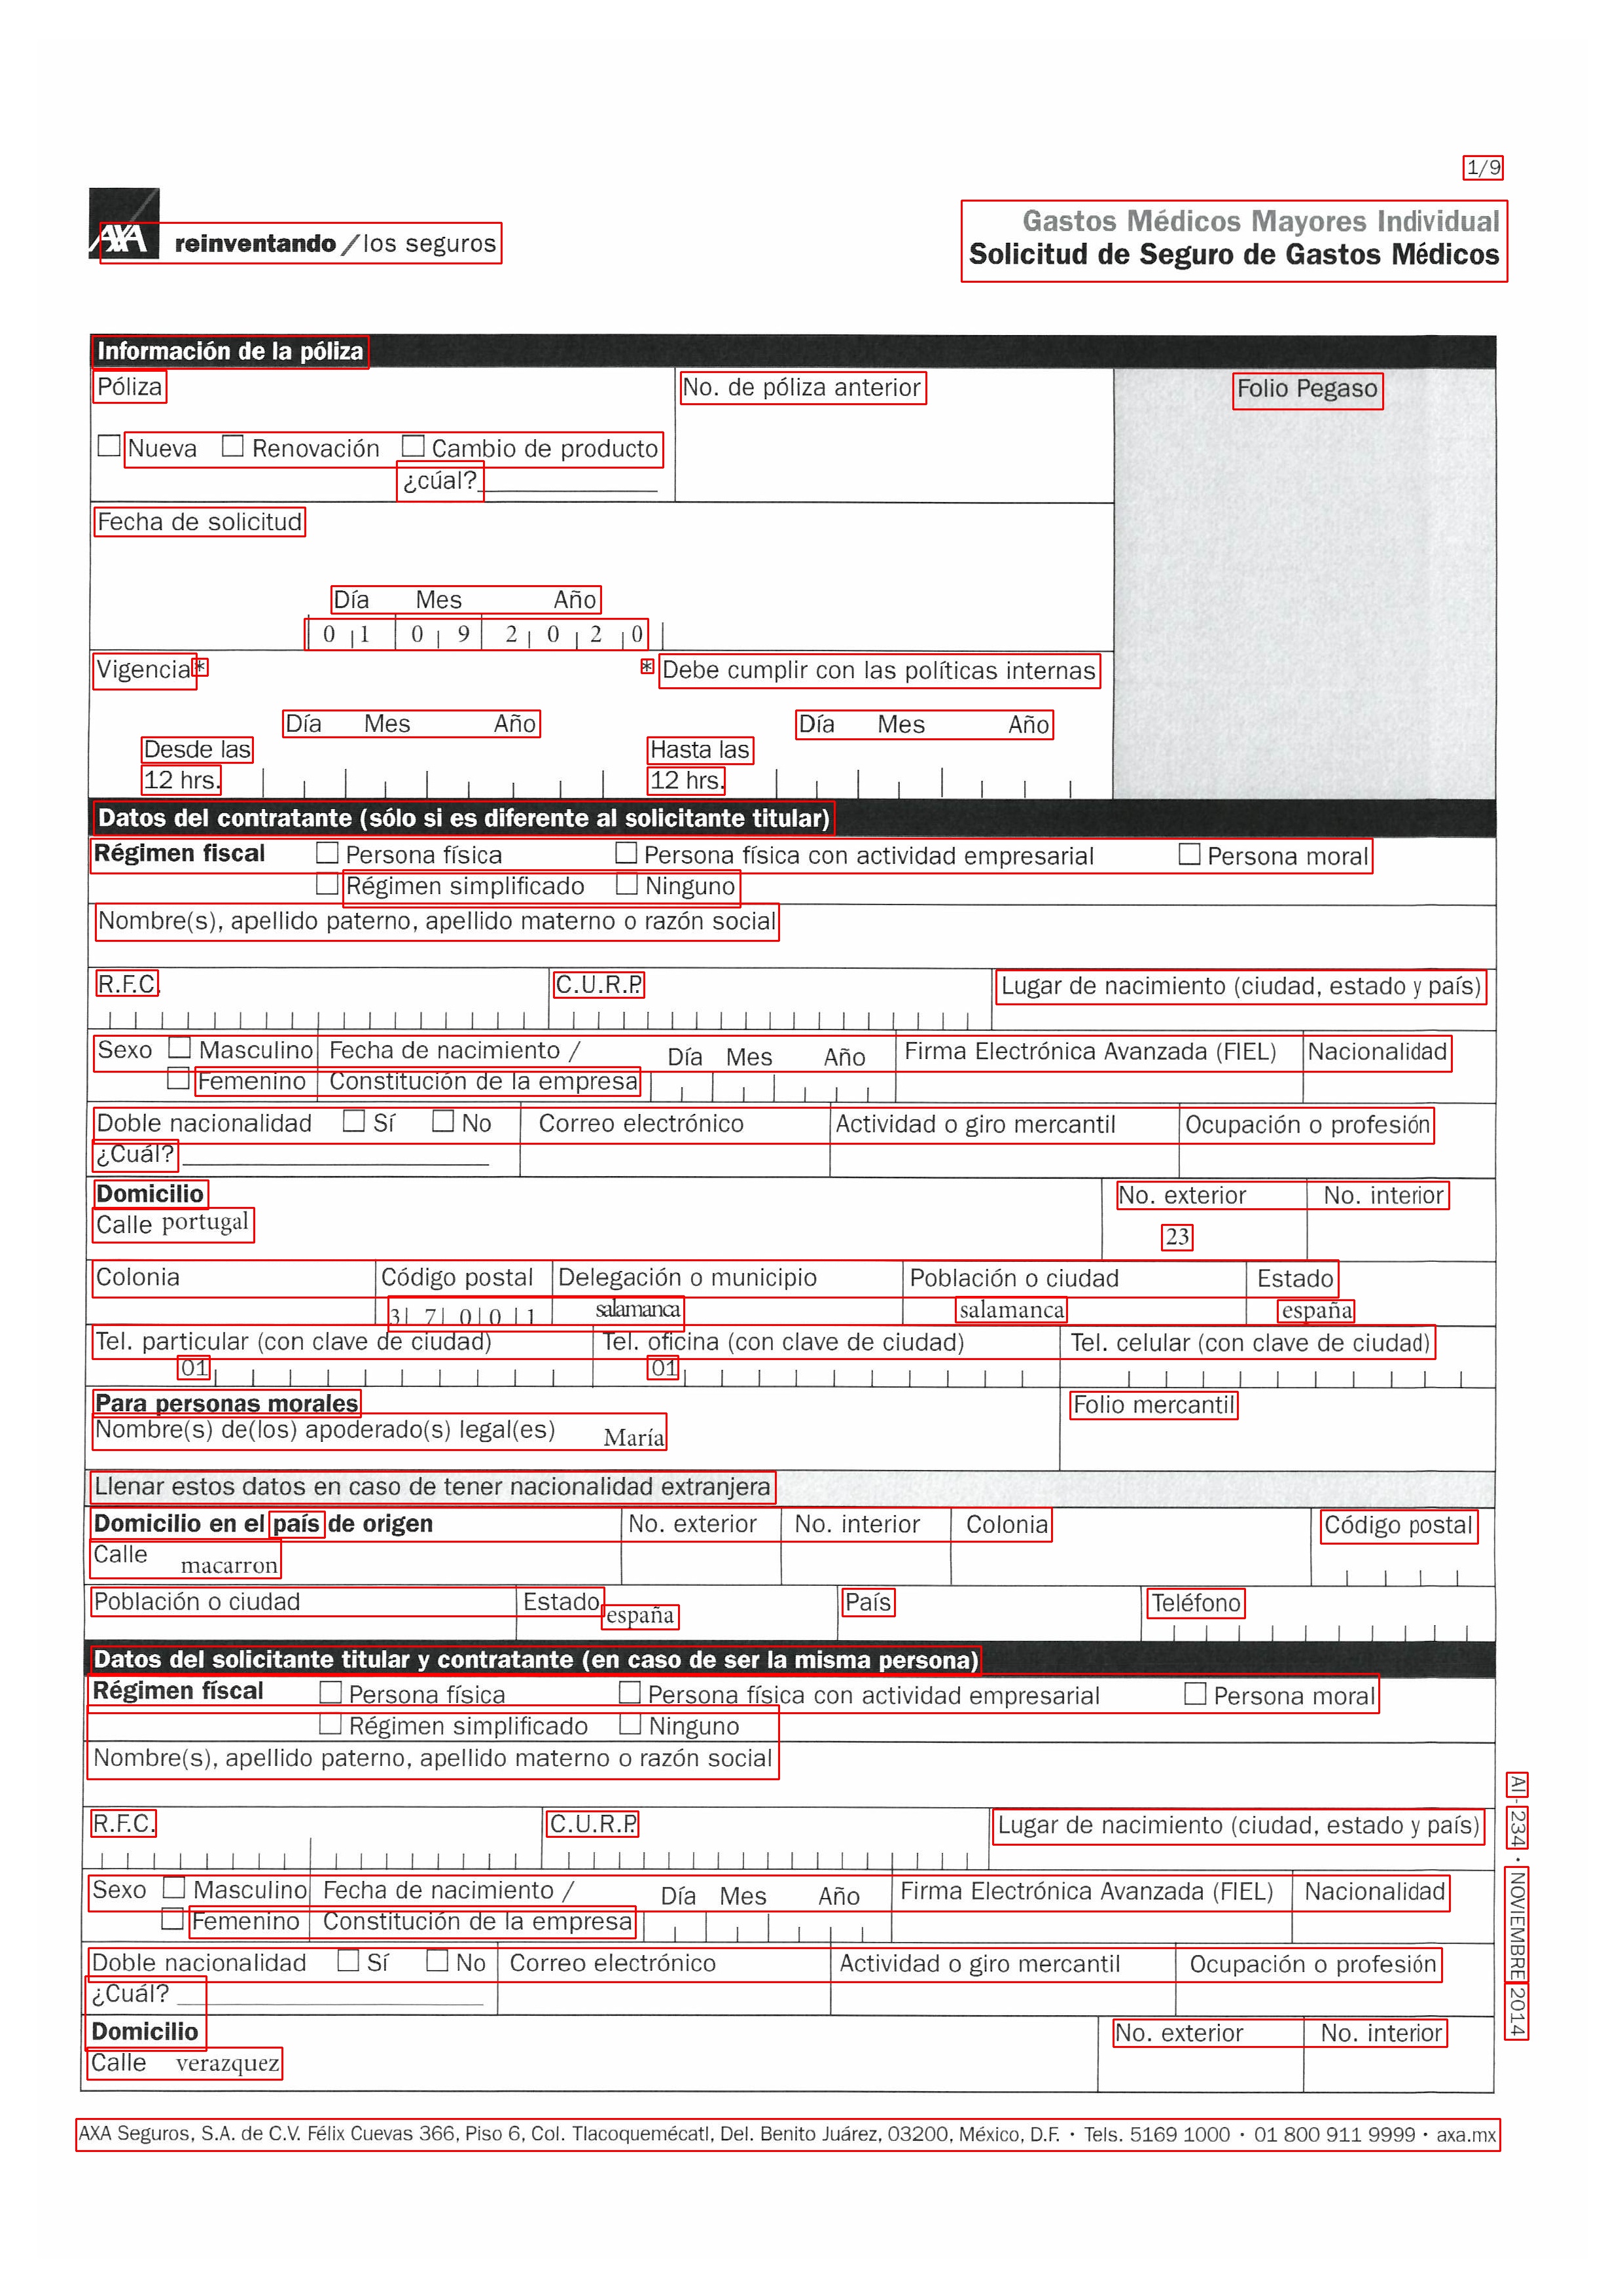 1/9
AXA reinventando / los seguros
Gastos Médicos Mayores Individual
Solicitud de Seguro de Gastos Médicos
Información de la póliza
Póliza No. de póliza anterior Folio Pegaso
Nueva Renovación Cambio de producto
¿cúal?
Fecha de solicitud
Día Mes Año
0 1 0 9 2 0 2 0
Vigencia* * Debe cumplir con las políticas internas
Día Mes Año Día Mes Año
Desde las Hasta las
12 hrs. 12 hrs.
Datos del contratante (sólo si es diferente al solicitante titular)
Régimen fiscal Persona física Persona física con actividad empresarial Persona moral
Régimen simplificado Ninguno
Nombre(s), apellido paterno, apellido materno o razón social
R.F.C. C.U.R.P. Lugar de nacimiento (ciudad, estado y país)
Sexo Masculino Fecha de nacimiento / Día Mes Año Firma Electrónica Avanzada (FIEL) Nacionalidad
Femenino Constitución de la empresa
Doble nacionalidad Sí No Correo electrónico Actividad o giro mercantil Ocupación o profesión
¿Cuál?
Domicilio No. exterior No. interior
Calle portugal 23
Colonia Código postal Delegación o municipio Población o ciudad Estado
3 7 0 0 1 salamanca salamanca españa
Tel. particular (con clave de ciudad) Tel. oficina (con clave de ciudad) Tel. celular (con clave de ciudad)
01 01
Para personas morales Folio mercantil
Nombre(s) de(los) apoderado(s) legal(es) María
Llenar estos datos en caso de tener nacionalidad extranjera
Domicilio en el país de origen No. exterior No. interior Colonia Código postal
Calle macarron
Población o ciudad Estado españa País Teléfono
Datos del solicitante titular y contratante (en caso de ser la misma persona)
Régimen físcal Persona física Persona física con actividad empresarial Persona moral
Régimen simplificado Ninguno
Nombre(s), apellido paterno, apellido materno o razón social
R.F.C. C.U.R.P. Lugar de nacimiento (ciudad, estado y país)
Sexo Masculino Fecha de nacimiento / Día Mes Año Firma Electrónica Avanzada (FIEL) Nacionalidad
Femenino Constitución de la empresa
Doble nacionalidad Sí No Correo electrónico Actividad o giro mercantil Ocupación o profesión
¿Cuál?
Domicilio No. exterior No. interior
Calle verazquez
AI-234 • NOVIEMBRE 2014
AXA Seguros, S.A. de C.V. Félix Cuevas 366, Piso 6, Col. Tlacoquemécatl, Del. Benito Juárez, 03200, México, D.F. • Tels. 5169 1000 • 01 800 911 9999 • axa.mx